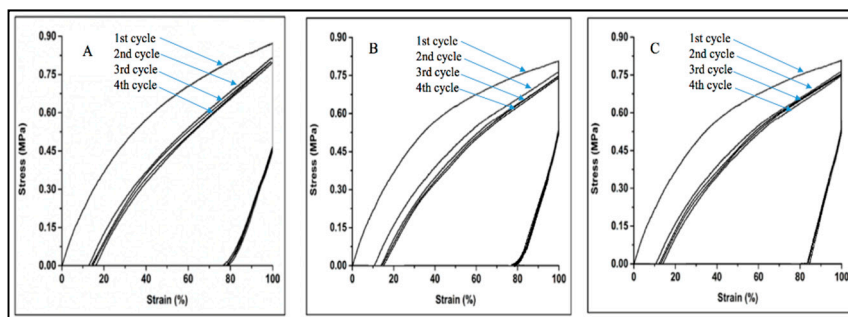 A
1st cycle
2nd cycle
3rd cycle
4th cycle
Stress (MPa)
0.90
0.75
0.60
0.45
0.30
0.15
0.00
0 20 40 60 80 100
Strain (%)
B
1st cycle
2nd cycle
3rd cycle
4th cycle
Stress (MPa)
0.90
0.75
0.60
0.45
0.30
0.15
0.00
0 20 40 60 80 100
Strain (%)
C
1st cycle
2nd cycle
3rd cycle
4th cycle
Stress (MPa)
0.90
0.75
0.60
0.45
0.30
0.15
0.00
0 20 40 60 80 100
Strain (%)